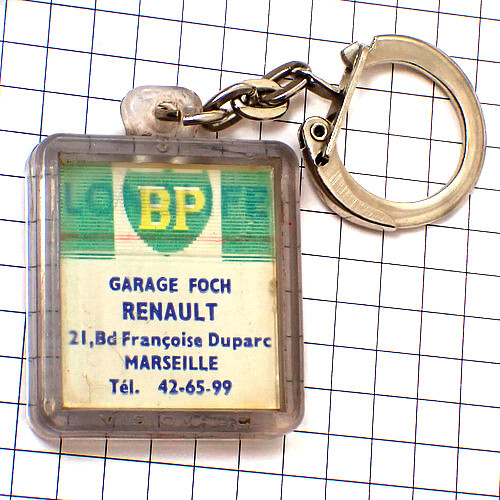 BP
GARAGE FOCH
RENAULT
21,Bd Françoise Duparc
MARSEILLE
Tél. 42-65-99